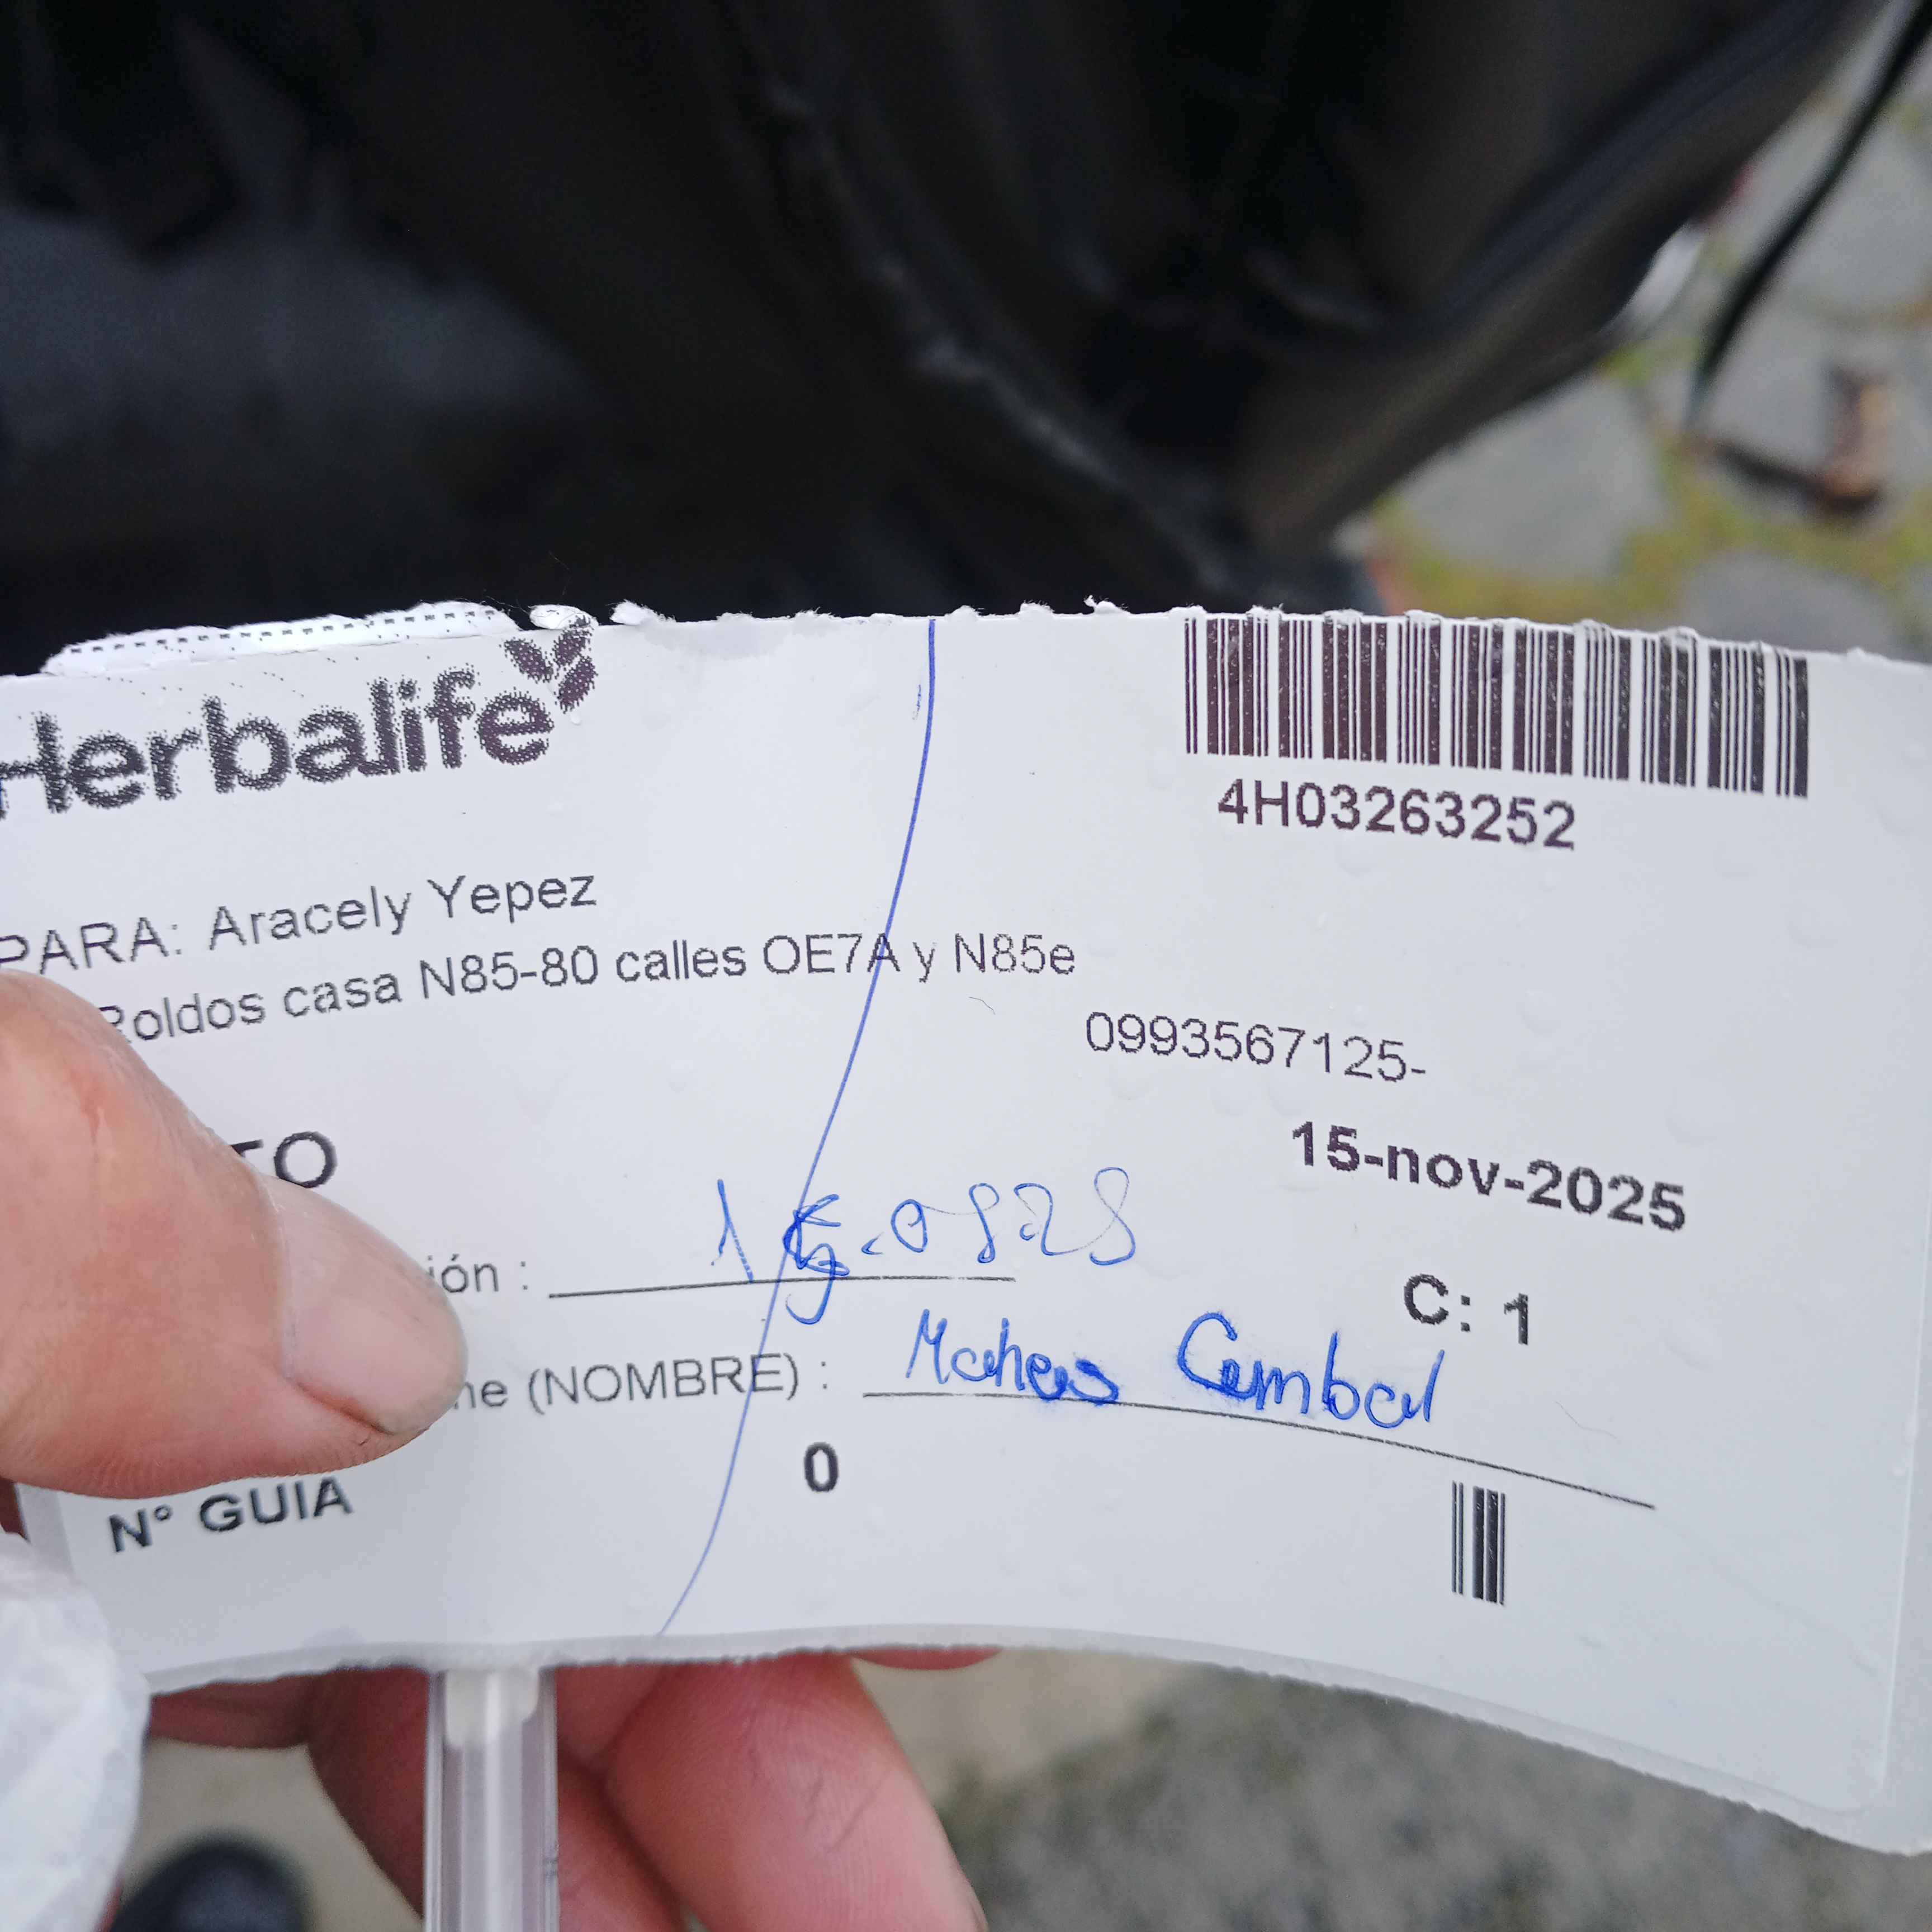 Herbalife
4H03263252
PARA: Aracely Yepez
Roldos casa N85-80 calles OE7A y N85e
0993567125-
TO
15-nov-2025
ión :
C: 1
ne (NOMBRE) :
0
N° GUIA